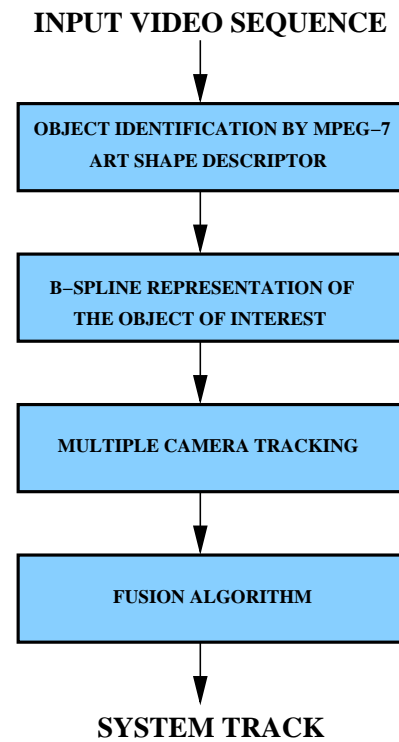 INPUT VIDEO SEQUENCE
OBJECT IDENTIFICATION BY MPEG−7
ART SHAPE DESCRIPTOR
B−SPLINE REPRESENTATION OF
THE OBJECT OF INTEREST
MULTIPLE CAMERA TRACKING
FUSION ALGORITHM
SYSTEM TRACK